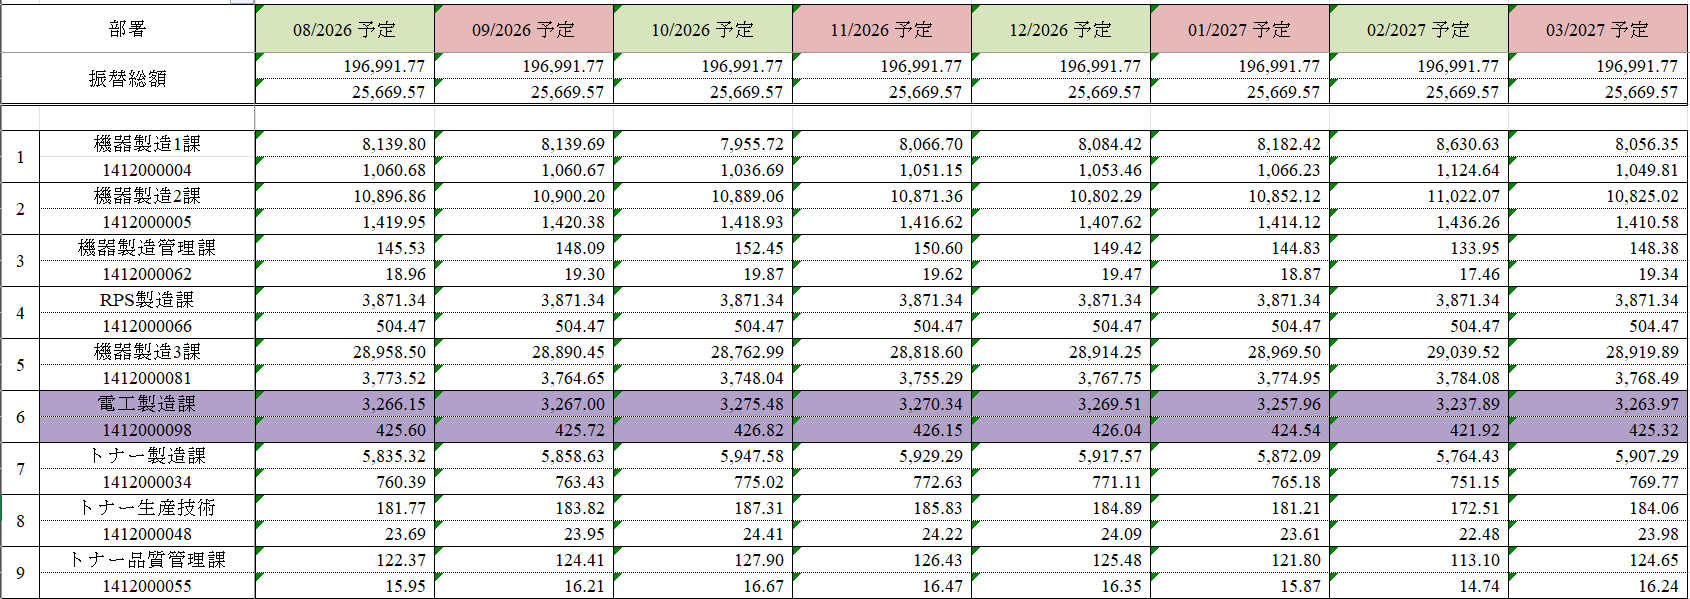 部署 08/2026 予定 09/2026 予定 10/2026 予定 11/2026 予定 12/2026 予定 01/2027 予定 02/2027 予定 03/2027 予定
振替総額 196,991.77 196,991.77 196,991.77 196,991.77 196,991.77 196,991.77 196,991.77 196,991.77
25,669.57 25,669.57 25,669.57 25,669.57 25,669.57 25,669.57 25,669.57 25,669.57
1 機器製造1課 8,139.80 8,139.69 7,955.72 8,066.70 8,084.42 8,182.42 8,630.63 8,056.35
1412000004 1,060.68 1,060.67 1,036.69 1,051.15 1,053.46 1,066.23 1,124.64 1,049.81
2 機器製造2課 10,896.86 10,900.20 10,889.06 10,871.36 10,802.29 10,852.12 11,022.07 10,825.02
1412000005 1,419.95 1,420.38 1,418.93 1,416.62 1,407.62 1,414.12 1,436.26 1,410.58
3 機器製造管理課 145.53 148.09 152.45 150.60 149.42 144.83 133.95 148.38
1412000062 18.96 19.30 19.87 19.62 19.47 18.87 17.46 19.34
4 RPS製造課 3,871.34 3,871.34 3,871.34 3,871.34 3,871.34 3,871.34 3,871.34 3,871.34
1412000066 504.47 504.47 504.47 504.47 504.47 504.47 504.47 504.47
5 機器製造3課 28,958.50 28,890.45 28,762.99 28,818.60 28,914.25 28,969.50 29,039.52 28,919.89
1412000081 3,773.52 3,764.65 3,748.04 3,755.29 3,767.75 3,774.95 3,784.08 3,768.49
6 電工製造課 3,266.15 3,267.00 3,275.48 3,270.34 3,269.51 3,257.96 3,237.89 3,263.97
1412000098 425.60 425.72 426.82 426.15 426.04 424.54 421.92 425.32
7 トナー製造課 5,835.32 5,858.63 5,947.58 5,929.29 5,917.57 5,872.09 5,764.43 5,907.29
1412000034 760.39 763.43 775.02 772.63 771.11 765.18 751.15 769.77
8 トナー生産技術 181.77 183.82 187.31 185.83 184.89 181.21 172.51 184.06
1412000048 23.69 23.95 24.41 24.22 24.09 23.61 22.48 23.98
9 トナー品質管理課 122.37 124.41 127.90 126.43 125.48 121.80 113.10 124.65
1412000055 15.95 16.21 16.67 16.47 16.35 15.87 14.74 16.24